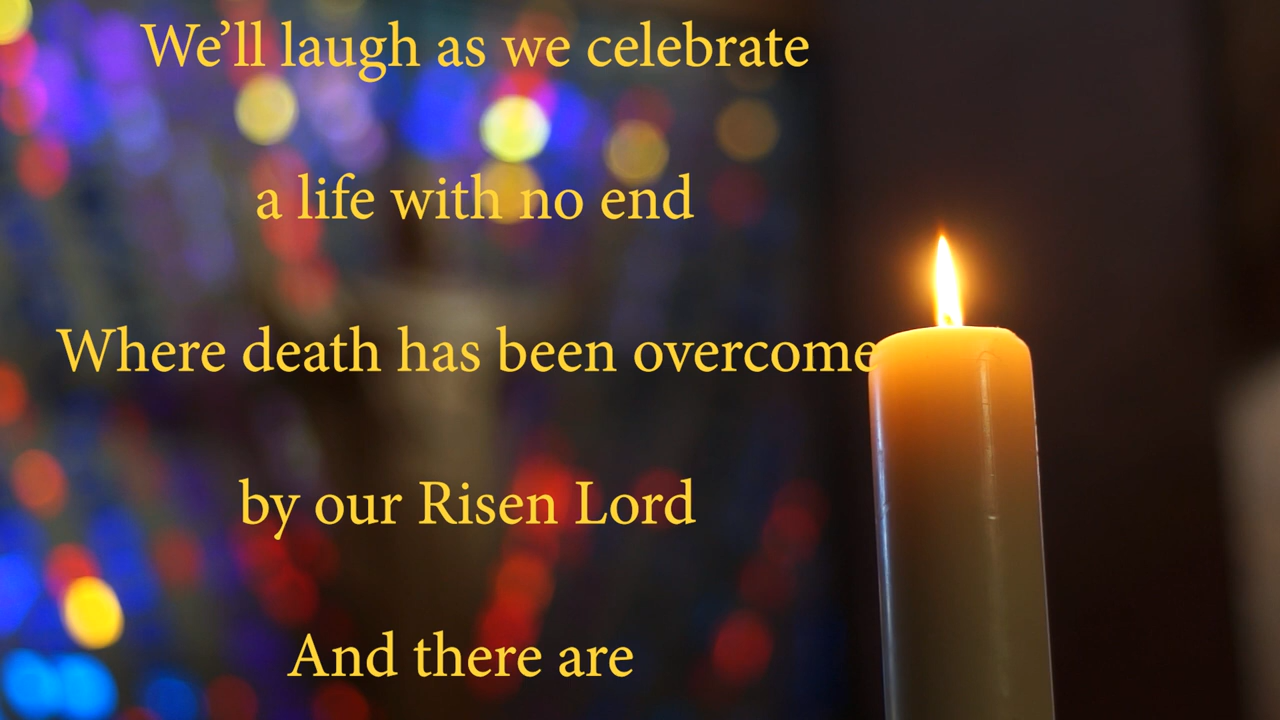 We’ll laugh as we celebrate
a life with no end
Where death has been overcome
by our Risen Lord
And there are